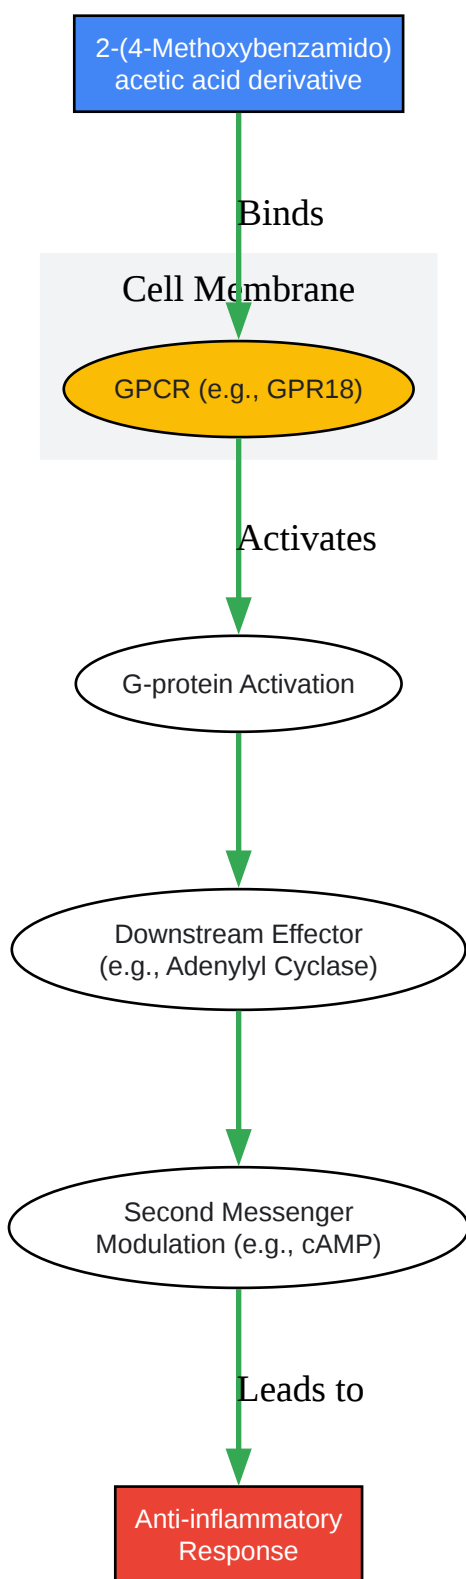 2-(4-Methoxybenzamido)
acetic acid derivative
Binds
Cell Membrane
GPCR (e.g., GPR18)
Activates
G-protein Activation
Downstream Effector
(e.g., Adenylyl Cyclase)
Second Messenger
Modulation (e.g., cAMP)
Leads to
Anti-inflammatory
Response